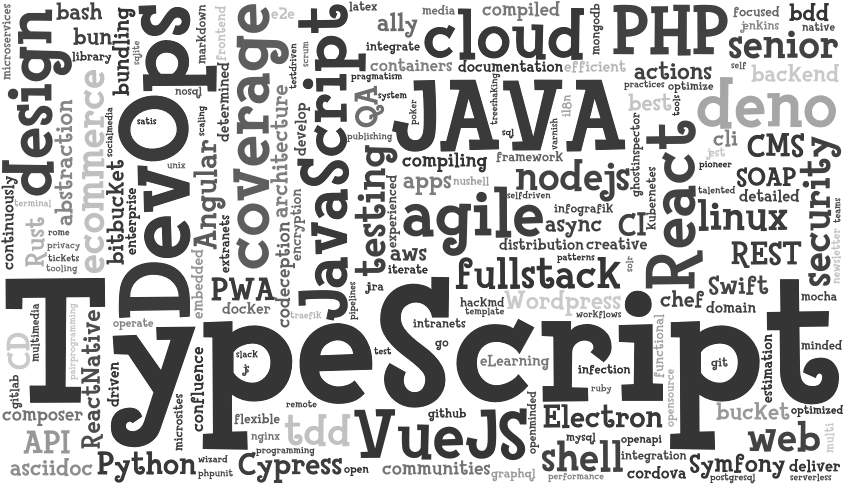 microservices
bash
bun
library
design
bundling
sqlite
nosql
DevOps
markdown
frontend
determined
scaling
coverage
e2e
scrum
testdriven
latex
JavaScript
ally
media
compiled
integrate
cloud
containers
documentation
efficient
pragmatism
system
mongodb
PHP
focused
jenkins
bdd
native
senior
self
actions
practices
optimize
backend
best
tools
deno
QA
publishing
poker
JAVA
treeshaking
sql
varnish
i18n
ghostinspector
React
cli
jest
pioneer
CMS
SOAP
talented
detailed
security
teams
newsletter
abstraction
ecommerce
socialmedia
satis
unix
continuously
terminal
Rust
rome
privacy
tickets
tooling
bitbucket
enterprise
Angular
embedded
extranets
architecture
codeception
develop
encryption
traefik
pipelines
testing
experienced
compiling
framework
apps
nushell
nodejs
selfdriven
agile
infografik
async
CI
kubernetes
linux
distribution
creative
aws
iterate
patterns
solr
REST
jira
fullstack
PWA
docker
hackmd
template
Wordpress
workflows
chef
Swift
domain
mocha
TypeScript
multimedia
CD
gitlab
pairprogramming
ReactNative
operate
driven
microsites
confluence
slack
js
test
intranets
go
eLearning
infection
ruby
functional
opensource
git
estimation
minded
composer
API
asciidoc
Python
wizard
phpunit
flexible
nginx
programming
Cypress
remote
tdd
open
VueJS
github
communities
graphql
openminded
Electron
mysql
openapi
shell
integration
performance
cordova
bucket
optimized
web
multi
Symfony
postgresql
deliver
serverless